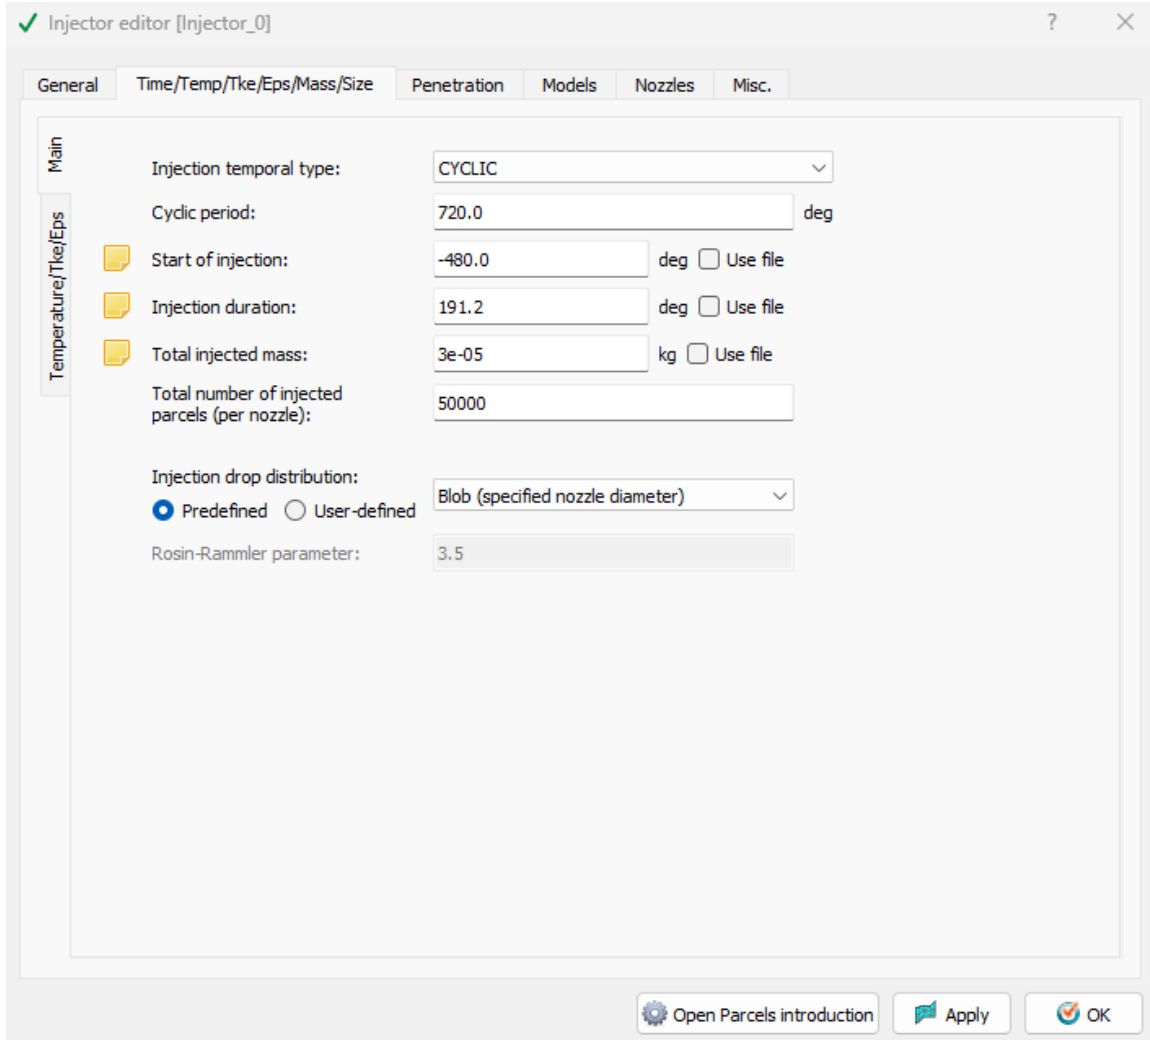 Injector editor [Injector_0]
?
General Time/Temp/Tke/Eps/Mass/Size Penetration Models Nozzles Misc.
Main
Temperature/Tke/Eps
Injection temporal type: CYCLIC
Cyclic period: 720.0 deg
Start of injection: -480.0 deg Use file
Injection duration: 191.2 deg Use file
Total injected mass: 3e-05 kg Use file
Total number of injected
parcels (per nozzle): 50000
Injection drop distribution:
Predefined User-defined Blob (specified nozzle diameter)
Rosin-Rammler parameter: 3.5
Open Parcels introduction Apply OK